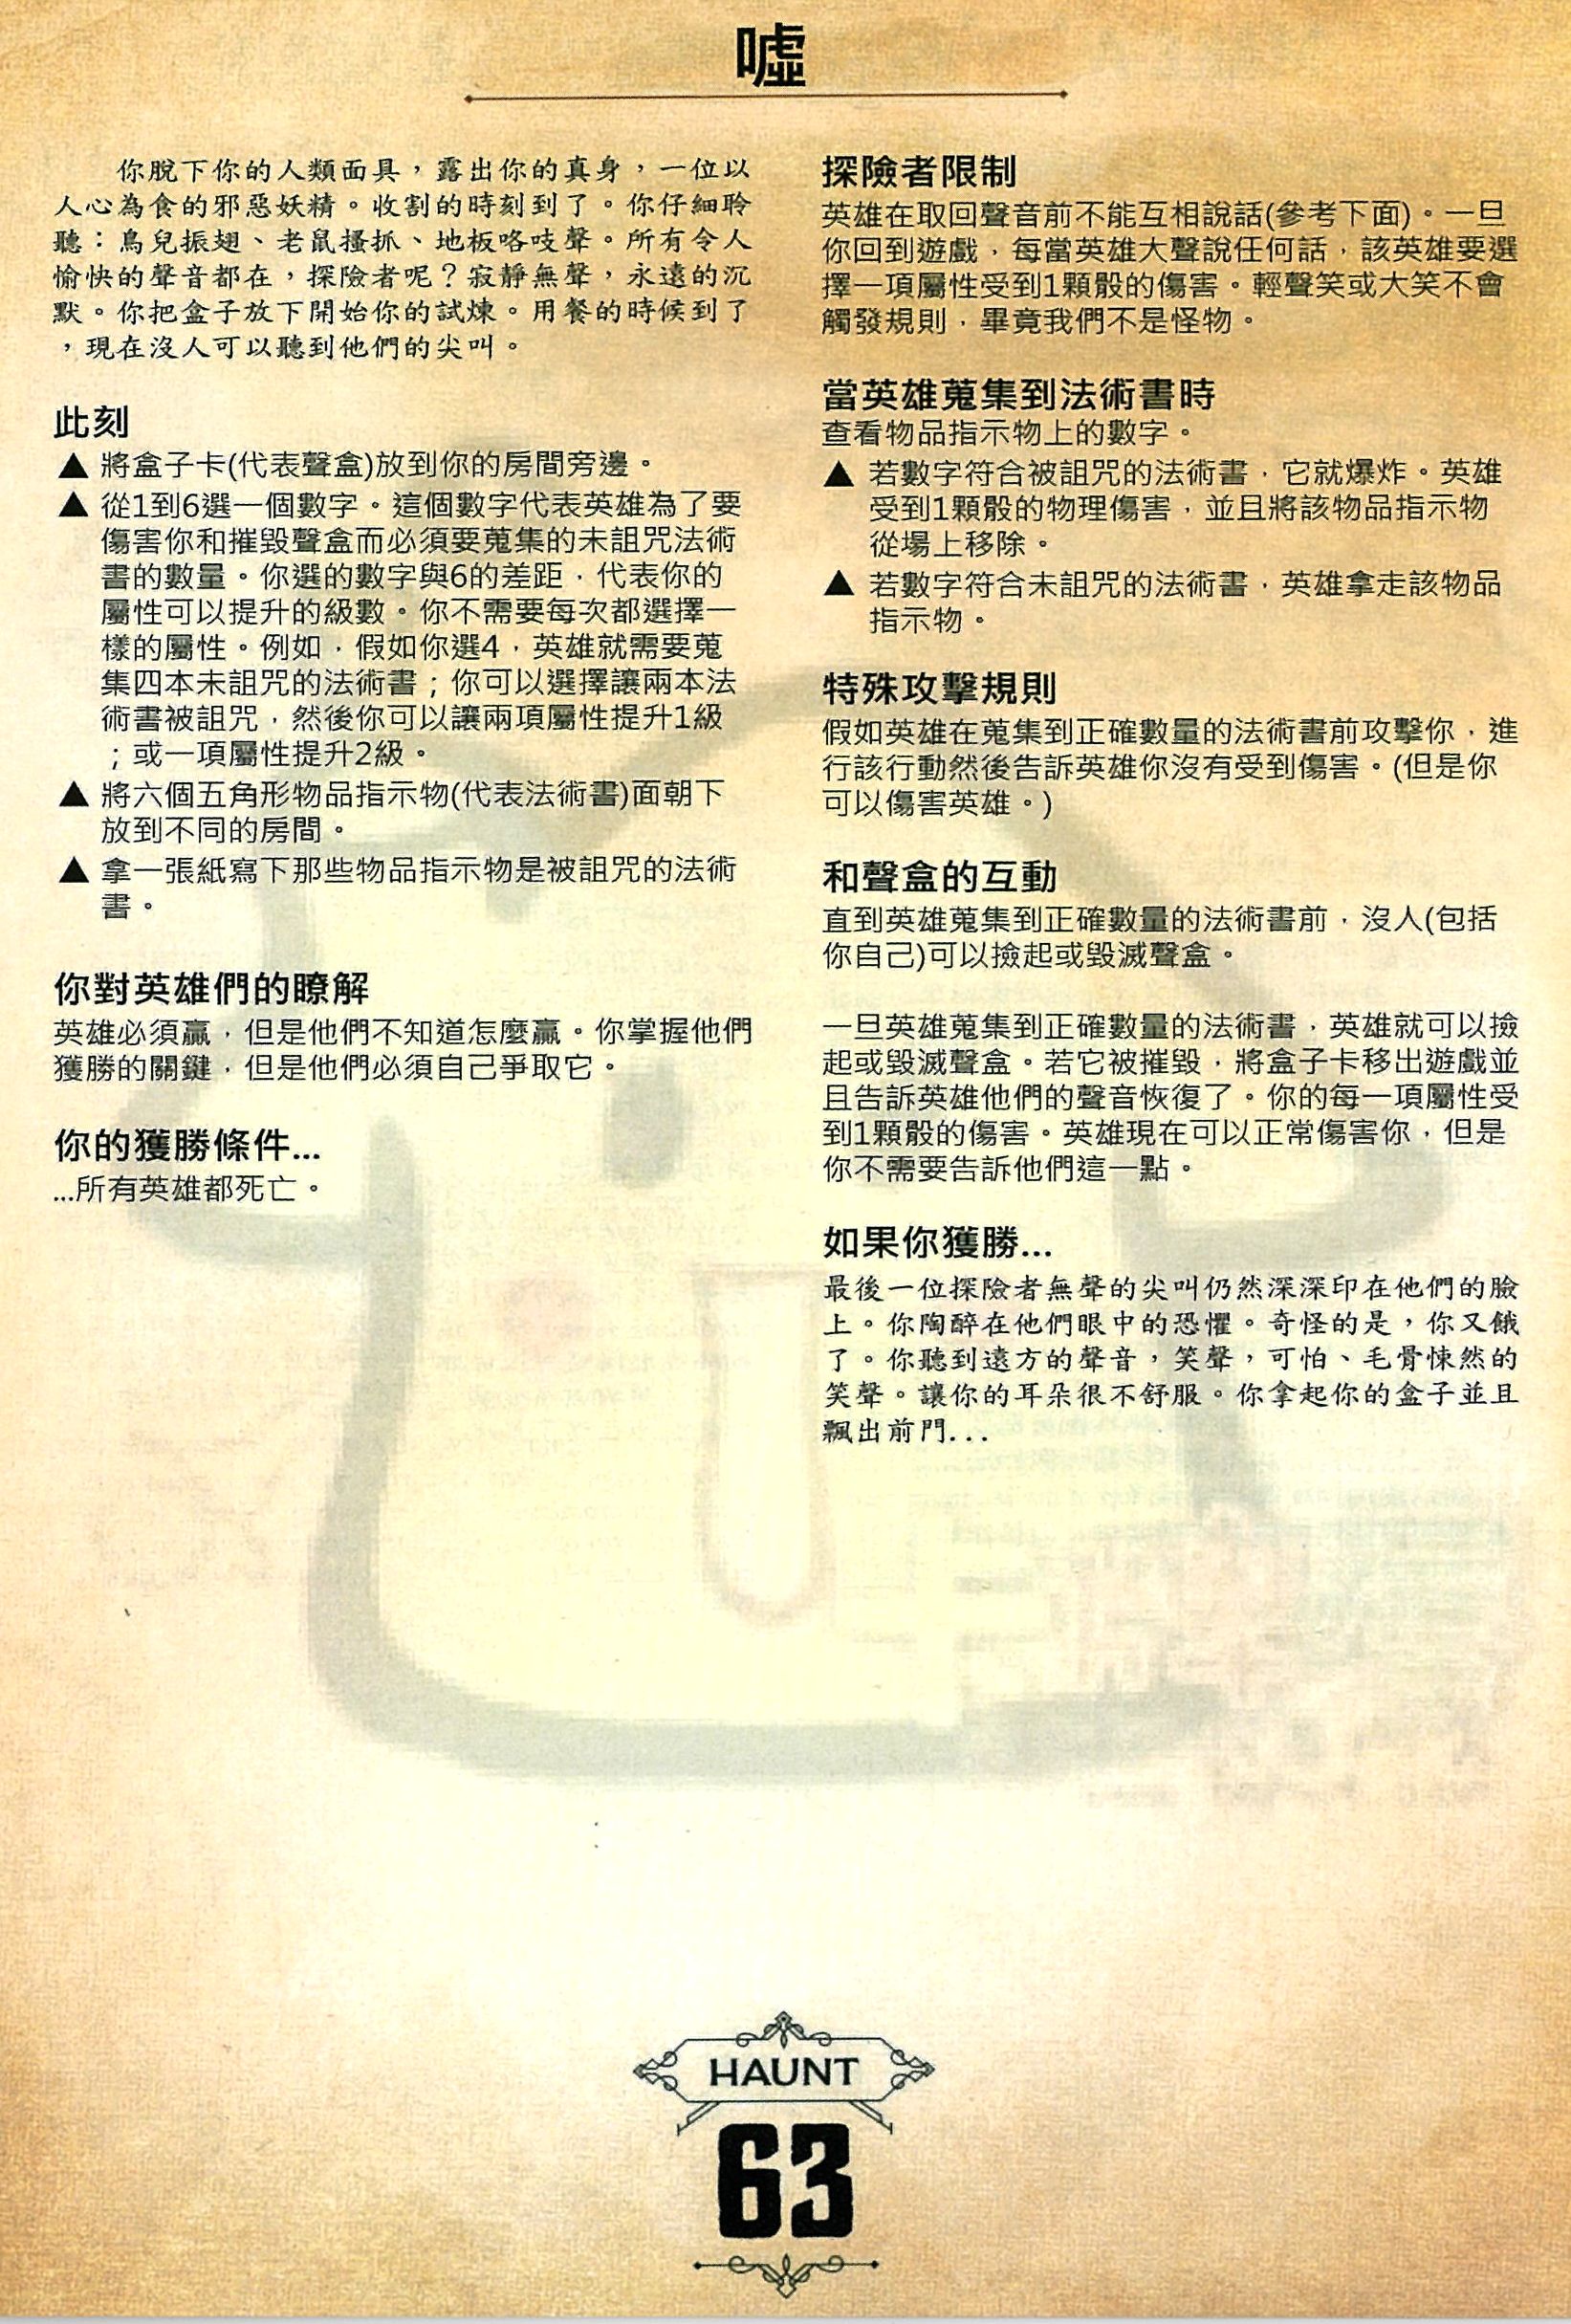 噓
你脫下你的人類面具，露出你的真身，一位以
人心為食的邪惡妖精。收割的時刻到了。你仔細聆
聽：鳥兒振翅、老鼠搔抓、地板咯吱聲。所有令人
愉快的聲音都在，探險者呢？寂靜無聲，永遠的沉
默。你把盒子放下開始你的試煉。用餐的時候到了
，現在沒人可以聽到他們的尖叫。
此刻
▲ 將盒子卡(代表聲盒)放到你的房間旁邊。
▲ 從1到6選一個數字。這個數字代表英雄為了要
傷害你和摧毀聲盒而必須要蒐集的未詛咒法術
書的數量。你選的數字與6的差距，代表你的
屬性可以提升的級數。你不需要每次都選擇一
樣的屬性。例如，假如你選4，英雄就需要蒐
集四本未詛咒的法術書；你可以選擇讓兩本法
術書被詛咒，然後你可以讓兩項屬性提升1級
；或一項屬性提升2級。
▲ 將六個五角形物品指示物(代表法術書)面朝下
放到不同的房間。
▲ 拿一張紙寫下那些物品指示物是被詛咒的法術
書。
你對英雄們的瞭解
英雄必須贏，但是他們不知道怎麼贏。你掌握他們
獲勝的關鍵，但是他們必須自己爭取它。
你的獲勝條件...
...所有英雄都死亡。
探險者限制
英雄在取回聲音前不能互相說話(參考下面)。一旦
你回到遊戲，每當英雄大聲說任何話，該英雄要選
擇一項屬性受到1顆骰的傷害。輕聲笑或大笑不會
觸發規則，畢竟我們不是怪物。
當英雄蒐集到法術書時
查看物品指示物上的數字。
▲ 若數字符合被詛咒的法術書，它就爆炸。英雄
受到1顆骰的物理傷害，並且將該物品指示物
從場上移除。
▲ 若數字符合未詛咒的法術書，英雄拿走該物品
指示物。
特殊攻擊規則
假如英雄在蒐集到正確數量的法術書前攻擊你，進
行該行動然後告訴英雄你沒有受到傷害。(但是你
可以傷害英雄。)
和聲盒的互動
直到英雄蒐集到正確數量的法術書前，沒人(包括
你自己)可以撿起或毀滅聲盒。
一旦英雄蒐集到正確數量的法術書，英雄就可以撿
起或毀滅聲盒。若它被摧毀，將盒子卡移出遊戲並
且告訴英雄他們的聲音恢復了。你的每一項屬性受
到1顆骰的傷害。英雄現在可以正常傷害你，但是
你不需要告訴他們這一點。
如果你獲勝...
最後一位探險者無聲的尖叫仍然深深印在他們的臉
上。你陶醉在他們眼中的恐懼。奇怪的是，你又餓
了。你聽到遠方的聲音，笑聲，可怕、毛骨悚然的
笑聲。讓你的耳朵很不舒服。你拿起你的盒子並且
飄出前門...
HAUNT
63